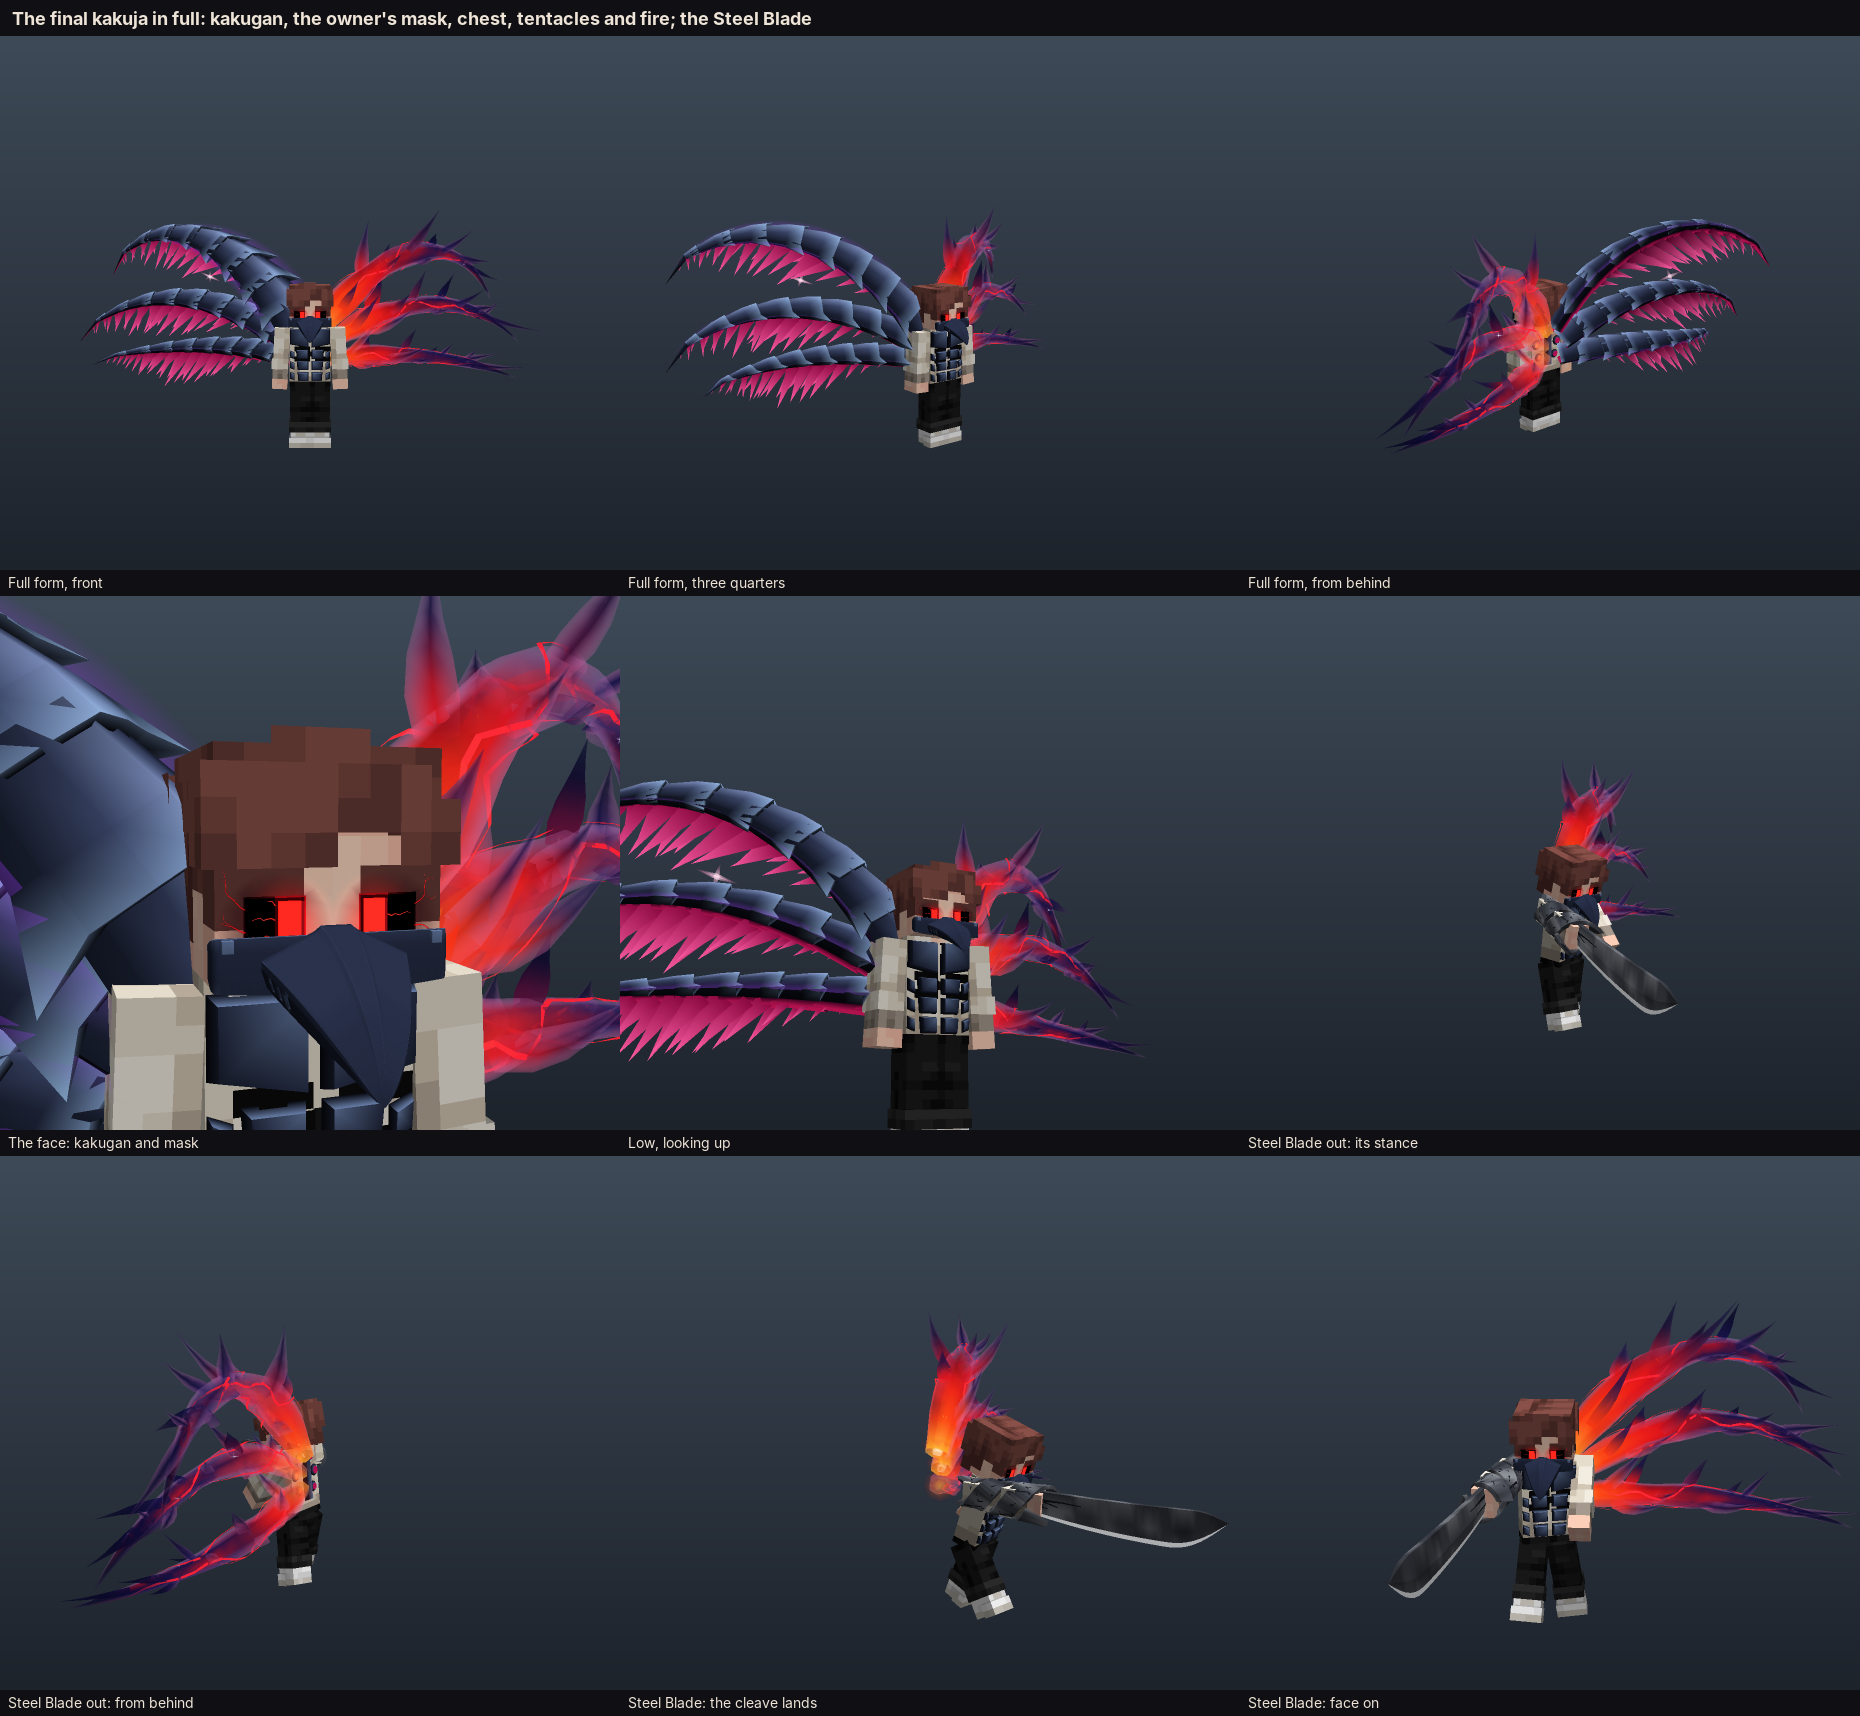 The final kakuja in full: kakugan, the owner's mask, chest, tentacles and fire; the Steel Blade
Full form, front
Full form, three quarters
Full form, from behind
The face: kakugan and mask
Low, looking up
Steel Blade out: its stance
Steel Blade out: from behind
Steel Blade: the cleave lands
Steel Blade: face on